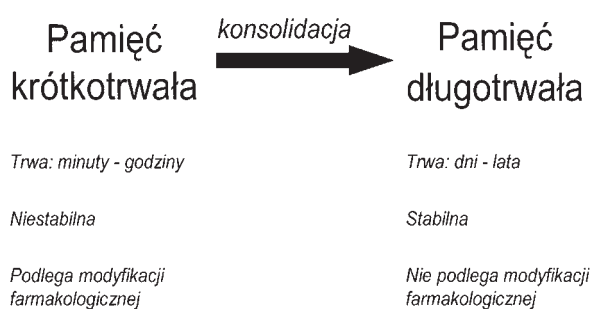 Pamięć
krótkotrwała
konsolidacja
Pamięć
długotrwała
Trwa: minuty - godziny
Trwa: dni - lata
Niestabilna
Stabilna
Podlega modyfikacji
farmakologicznej
Nie podlega modyfikacji
farmakologicznej